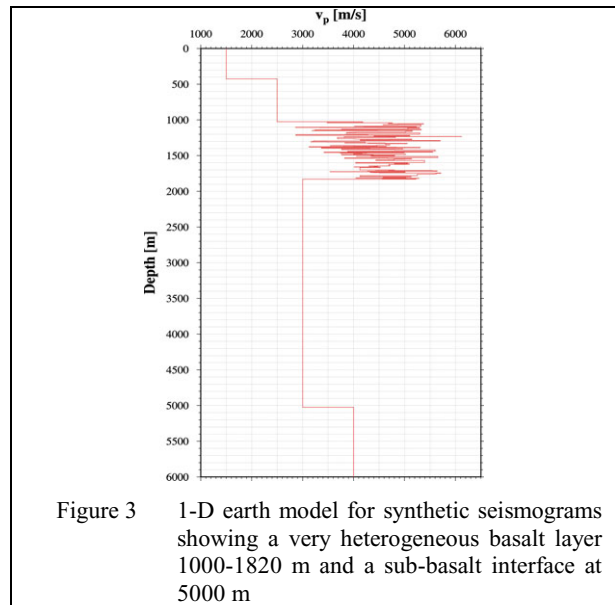 v_p [m/s]
1000 2000 3000 4000 5000 6000
0
500
1000
1500
2000
2500
3000
3500
4000
4500
5000
5500
6000
Depth [m]
Figure 3 1-D earth model for synthetic seismograms
showing a very heterogeneous basalt layer
1000-1820 m and a sub-basalt interface at
5000 m